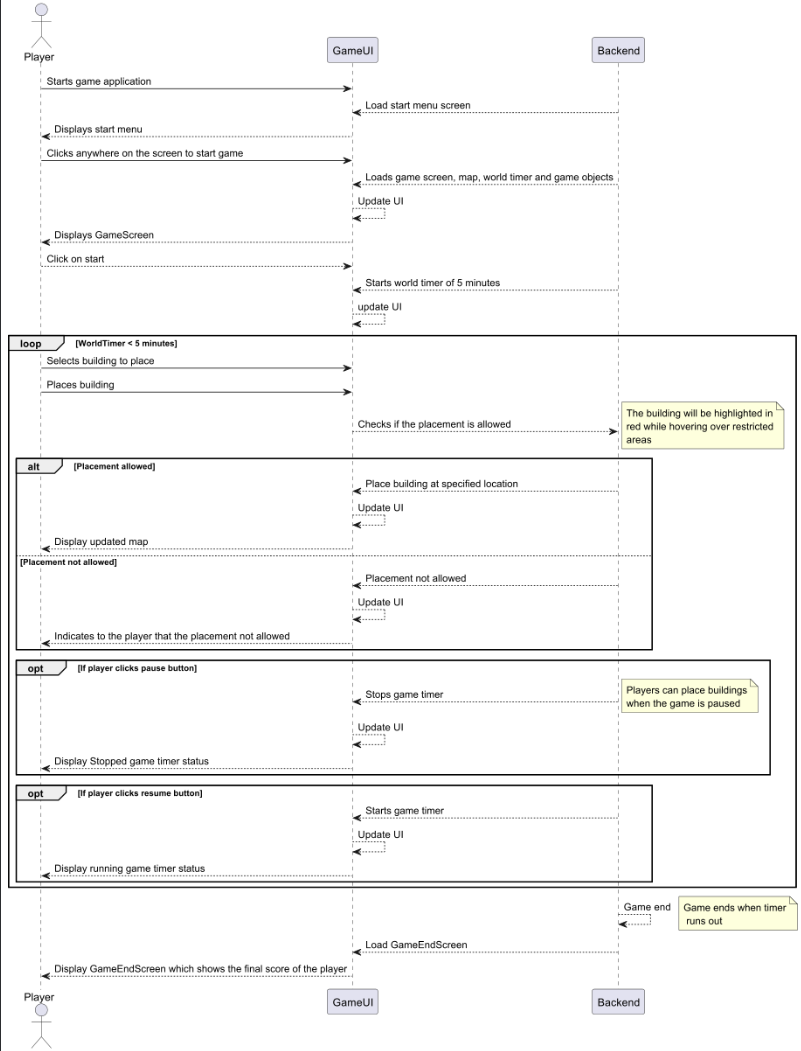 Player
GameUI
Backend
Starts game application
Load start menu screen
Displays start menu
Clicks anywhere on the screen to start game
Loads game screen, map, world timer and game objects
Update UI
Displays GameScreen
Click on start
Starts world timer of 5 minutes
update UI
loop [WorldTimer < 5 minutes]
Selects building to place
Places building
Checks if the placement is allowed
The building will be highlighted in
red while hovering over restricted
areas
alt [Placement allowed]
Place building at specified location
Update UI
Display updated map
[Placement not allowed]
Placement not allowed
Update UI
Indicates to the player that the placement not allowed
opt [If player clicks pause button]
Stops game timer
Players can place buildings
when the game is paused
Update UI
Display Stopped game timer status
opt [If player clicks resume button]
Starts game timer
Update UI
Display running game timer status
Game end
Game ends when timer
runs out
Load GameEndScreen
Display GameEndScreen which shows the final score of the player
Player
GameUI
Backend